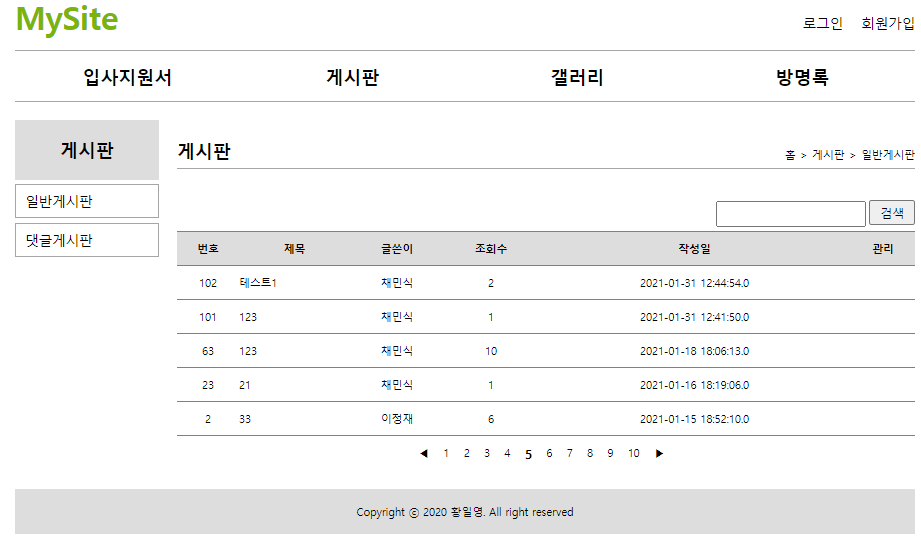 MySite
로그인 회원가입
입사지원서 게시판 갤러리 방명록
게시판
일반게시판
댓글게시판
게시판
홈 > 게시판 > 일반게시판
검색
번호 제목 글쓴이 조회수 작성일 관리
102 테스트1 채민식 2 2021-01-31 12:44:54.0
101 123 채민식 1 2021-01-31 12:41:50.0
63 123 채민식 10 2021-01-18 18:06:13.0
23 21 채민식 1 2021-01-16 18:19:06.0
2 33 이정재 6 2021-01-15 18:52:10.0
◀ 1 2 3 4 5 6 7 8 9 10 ▶
Copyright ⓒ 2020 황일영. All right reserved